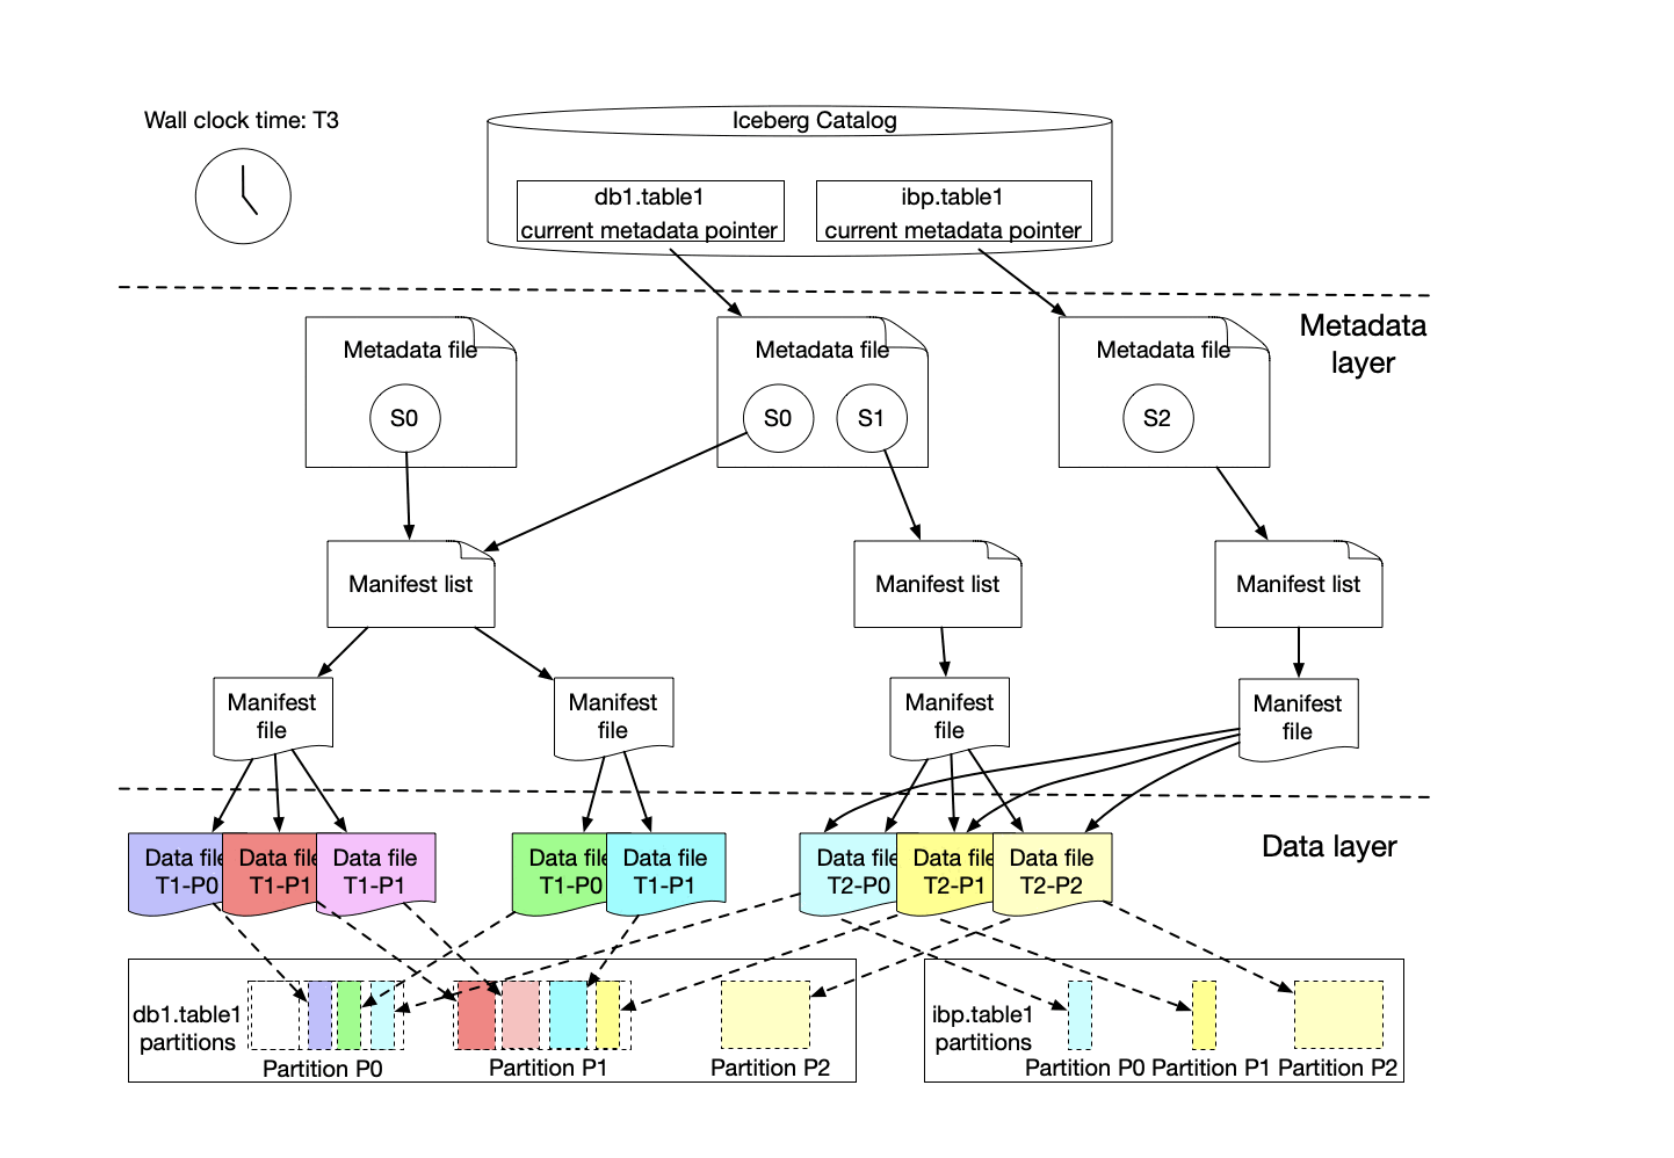 Wall clock time: T3
Iceberg Catalog
db1.table1
current metadata pointer
ibp.table1
current metadata pointer
Metadata
layer
Metadata file
S0
Metadata file
S0
S1
Metadata file
S2
Manifest list
Manifest list
Manifest list
Manifest
file
Manifest
file
Manifest
file
Manifest
file
Data layer
Data file
T1-P0
Data file
T1-P1
Data file
T1-P1
Data file
T1-P0
Data file
T1-P1
Data file
T2-P0
Data file
T2-P1
Data file
T2-P2
db1.table1
partitions
Partition P0
Partition P1
Partition P2
ibp.table1
partitions
Partition P0
Partition P1
Partition P2